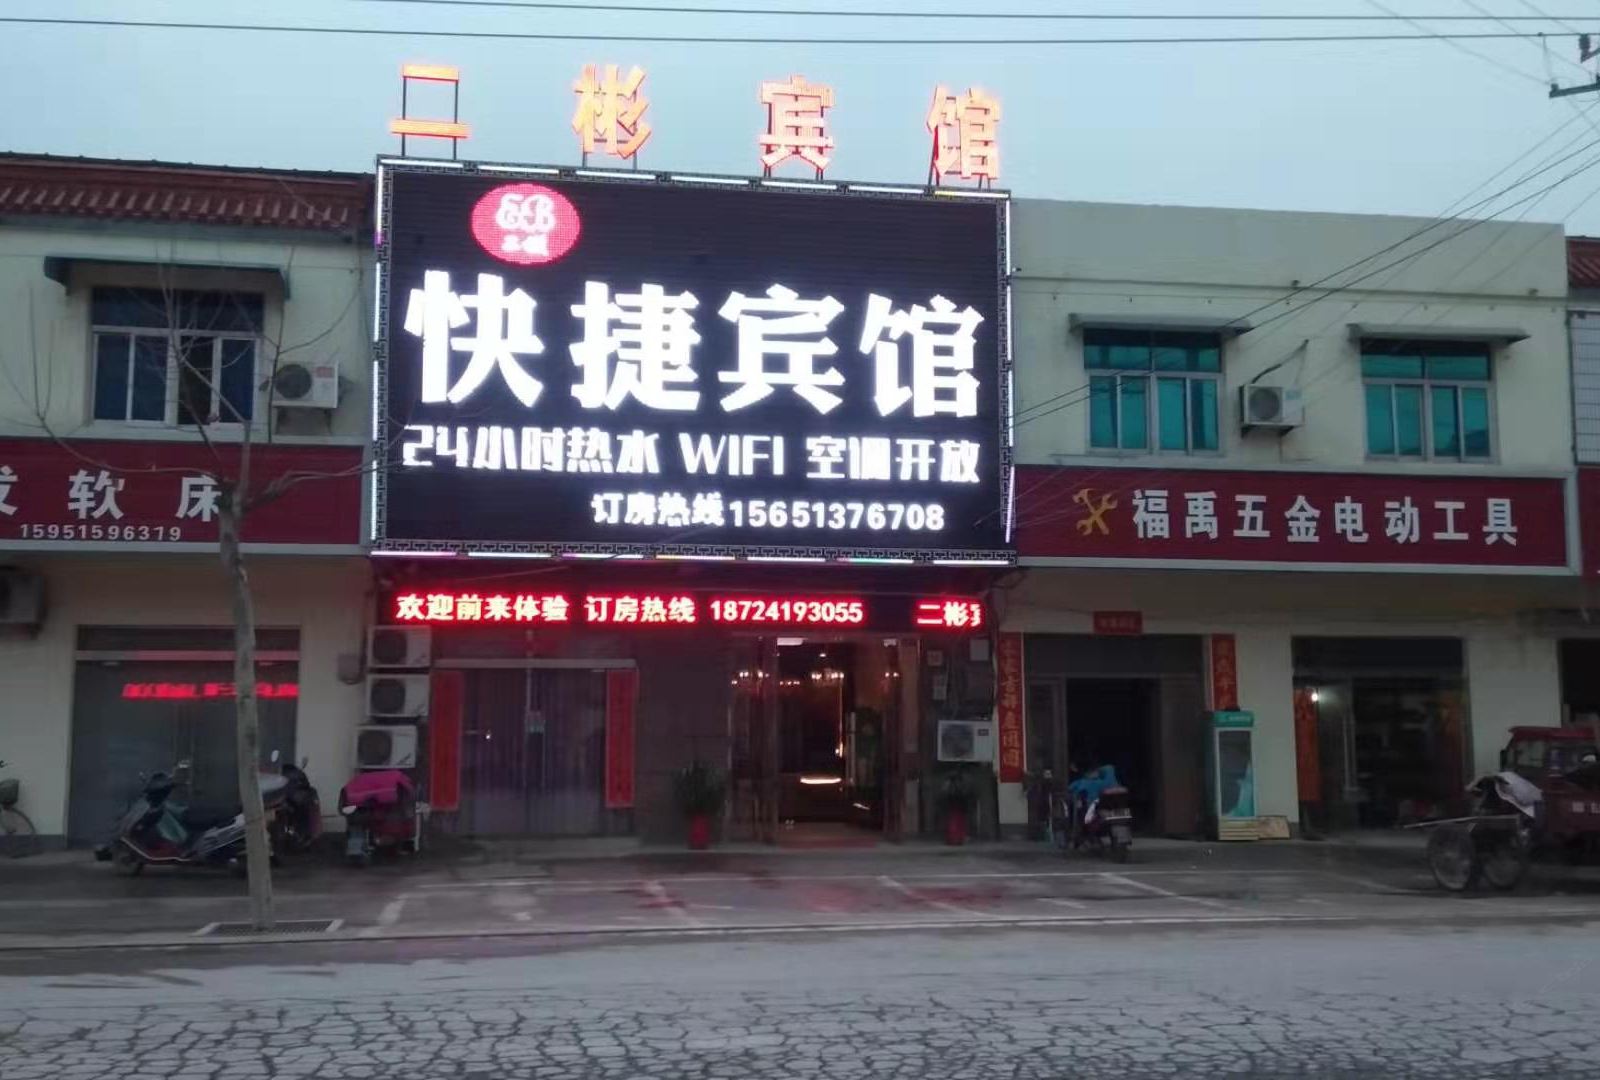 二彬宾馆
EB
快捷宾馆
24小时热水 WIFI 空调开放
订房热线15651376708
欢迎前来体验 订房热线 18724193055 二彬
软床
15951596319
福禹五金电动工具